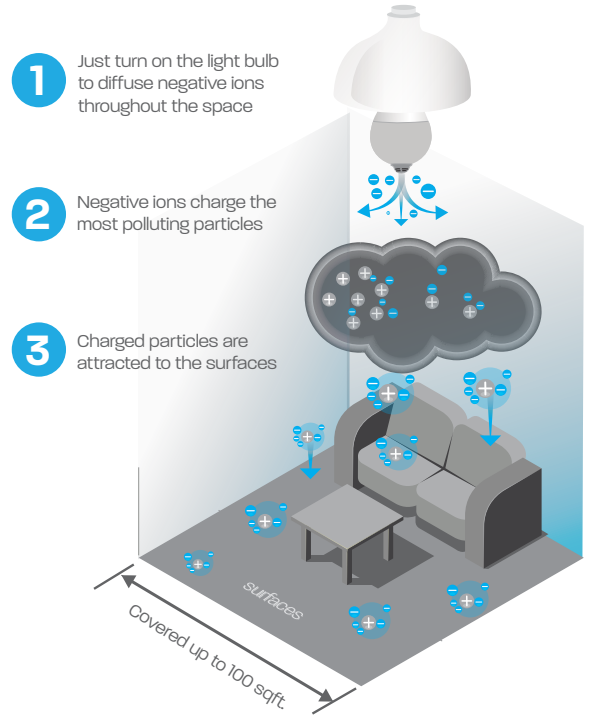 1
Just turn on the light bulb
to diffuse negative ions
throughout the space
2
Negative ions charge the
most polluting particles
3
Charged particles are
attracted to the surfaces
surfaces
Covered up to 100 sqft.